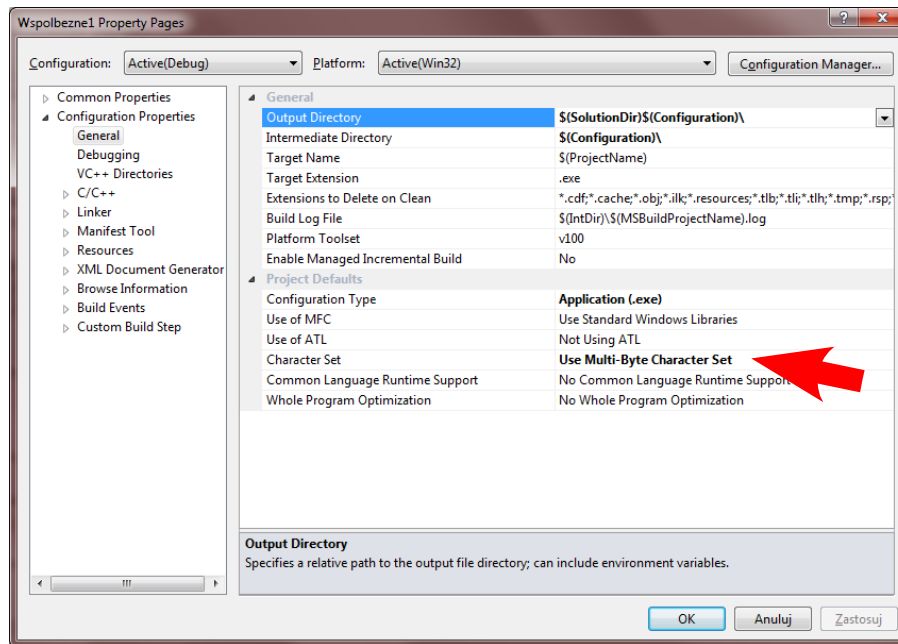 Wspolbezne1 Property Pages
Configuration: Active(Debug) Platform: Active(Win32) Configuration Manager...
Common Properties
Configuration Properties
General
Debugging
VC++ Directories
C/C++
Linker
Manifest Tool
Resources
XML Document Generator
Browse Information
Build Events
Custom Build Step
General
Output Directory $(SolutionDir)$(Configuration)\
Intermediate Directory $(Configuration)\
Target Name $(ProjectName)
Target Extension .exe
Extensions to Delete on Clean *.cdf;*.cache;*.obj;*.ilk;*.resources;*.tlb;*.tli;*.tlh;*.tmp;*.rsp;*
Build Log File $(IntDir)\$(MSBuildProjectName).log
Platform Toolset v100
Enable Managed Incremental Build No
Project Defaults
Configuration Type Application (.exe)
Use of MFC Use Standard Windows Libraries
Use of ATL Not Using ATL
Character Set Use Multi-Byte Character Set
Common Language Runtime Support No Common Language Runtime Support
Whole Program Optimization No Whole Program Optimization
Output Directory
Specifies a relative path to the output file directory; can include environment variables.
OK Anuluj Zastosuj